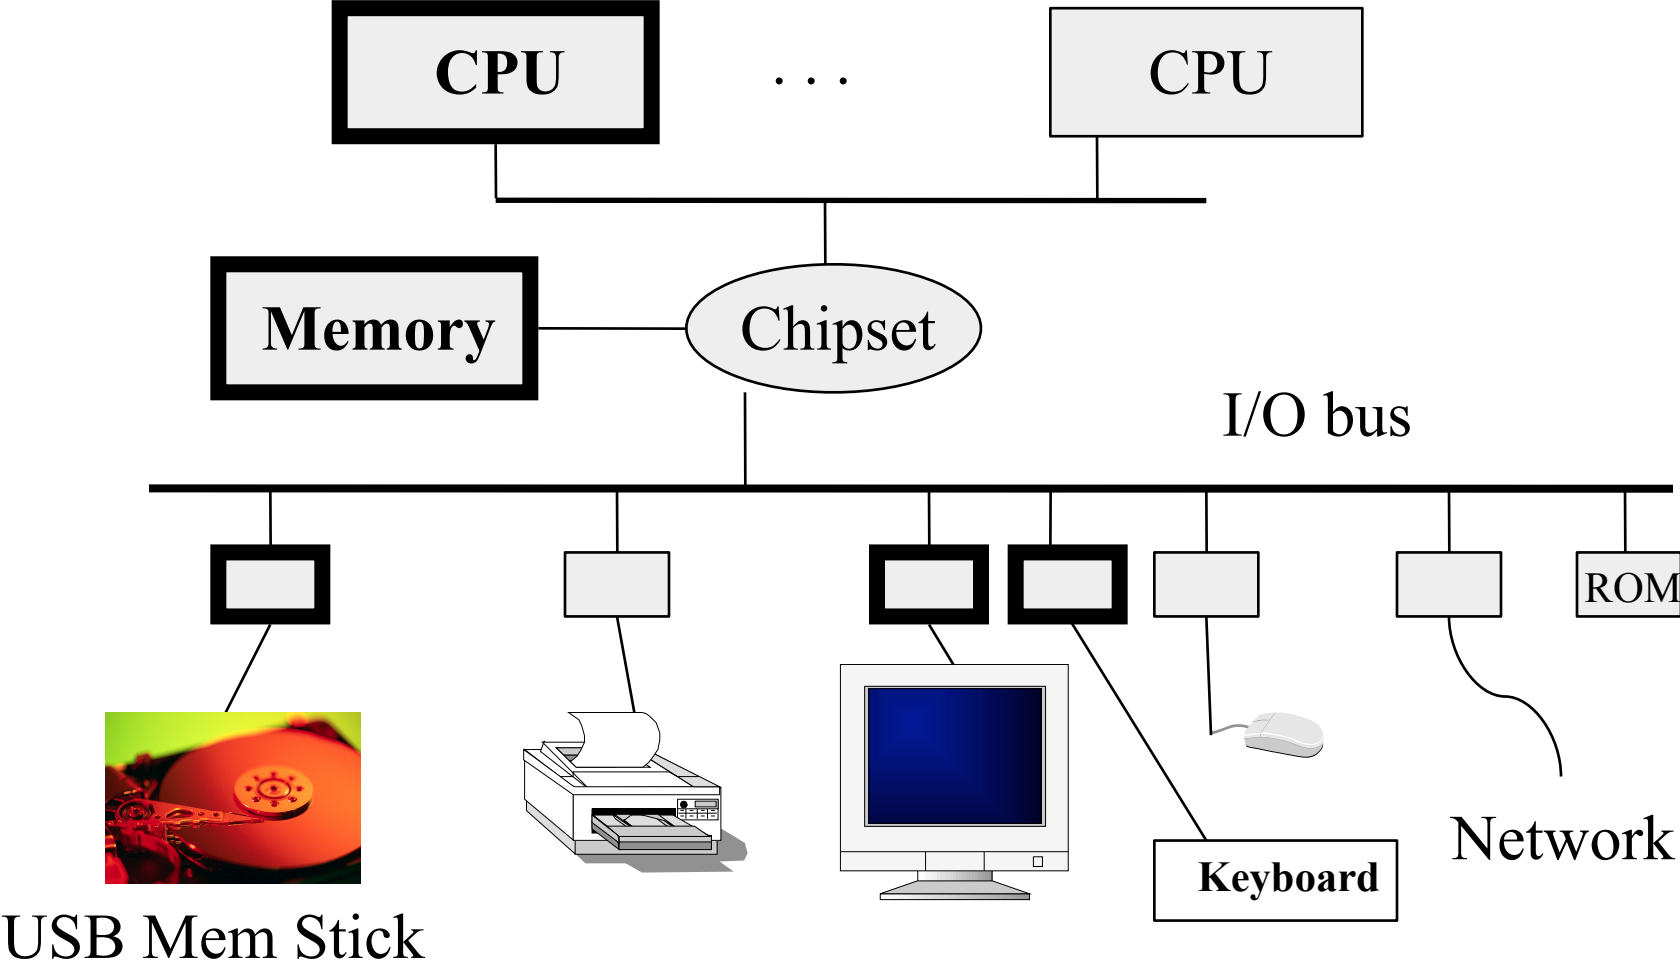 CPU
. . .
CPU
Memory
Chipset
I/O bus
ROM
Network
Keyboard
USB Mem Stick